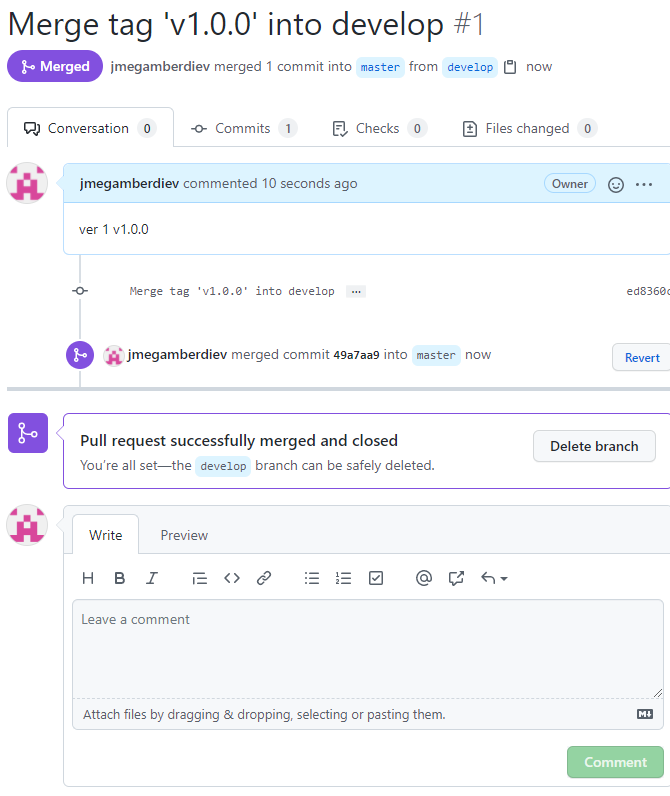 Merge tag 'v1.0.0' into develop #1
Merged jmegamberdiev merged 1 commit into master from develop now
Conversation 0 Commits 1 Checks 0 Files changed 0
jmegamberdiev commented 10 seconds ago Owner
ver 1 v1.0.0
Merge tag 'v1.0.0' into develop ... ed8360
jmegamberdiev merged commit 49a7aa9 into master now Revert
Pull request successfully merged and closed
Delete branch
You're all set—the develop branch can be safely deleted.
Write Preview
Leave a comment
Attach files by dragging & dropping, selecting or pasting them.
Comment